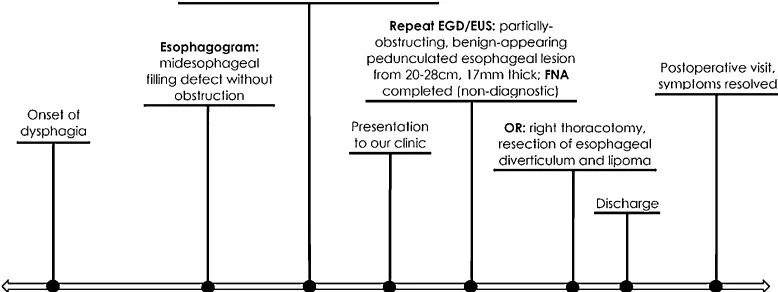 Onset of
dysphagia
Esophagogram:
midesophageal
filling defect without
obstruction
Presentation
to our clinic
Repeat EGD/EUS: partially-
obstructing, benign-appearing
pedunculated esophageal lesion
from 20-28cm, 17mm thick; FNA
completed (non-diagnostic)
OR: right thoracotomy,
resection of esophageal
diverticulum and lipoma
Discharge
Postoperative visit,
symptoms resolved